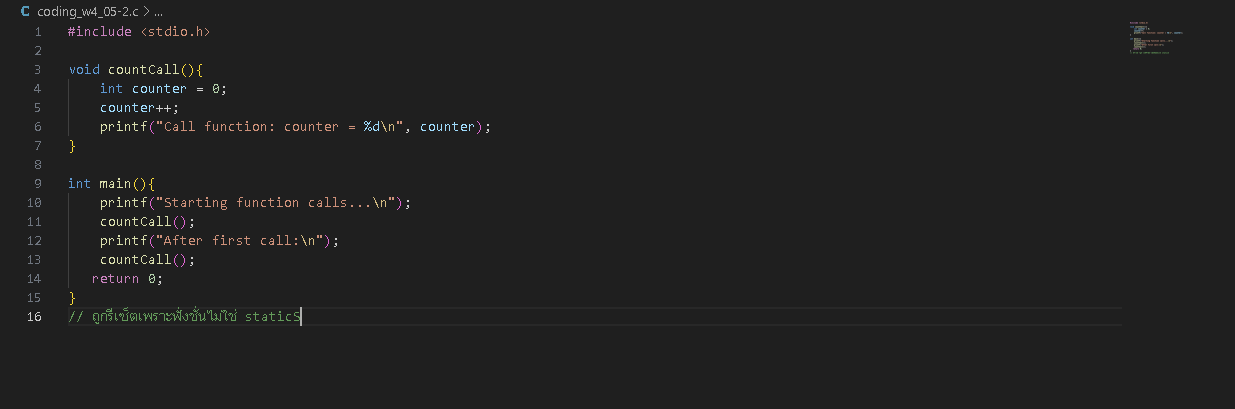 coding_w4_05-2.c > ...
1 #include <stdio.h>
2
3 void countCall(){
4     int counter = 0;
5     counter++;
6     printf("Call function: counter = %d\n", counter);
7 }
8
9 int main(){
10     printf("Starting function calls...\n");
11     countCall();
12     printf("After first call:\n");
13     countCall();
14    return 0;
15 }
16 // ถูกรีเซ็ตเพราะฟังชั่นไม่ใช่ staticS